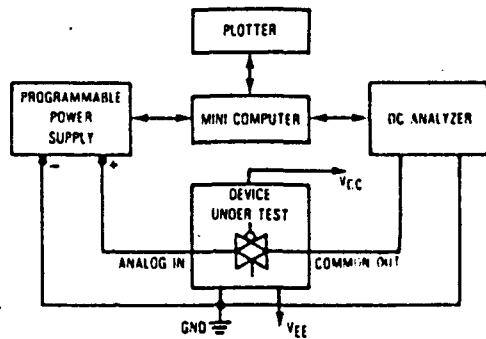 PLOTTER
PROGRAMMABLE
POWER
SUPPLY
MINI COMPUTER
DC ANALYZER
- +
VCC
DEVICE
UNDER TEST
ANALOG IN
COMMON OUT
GND
VEE